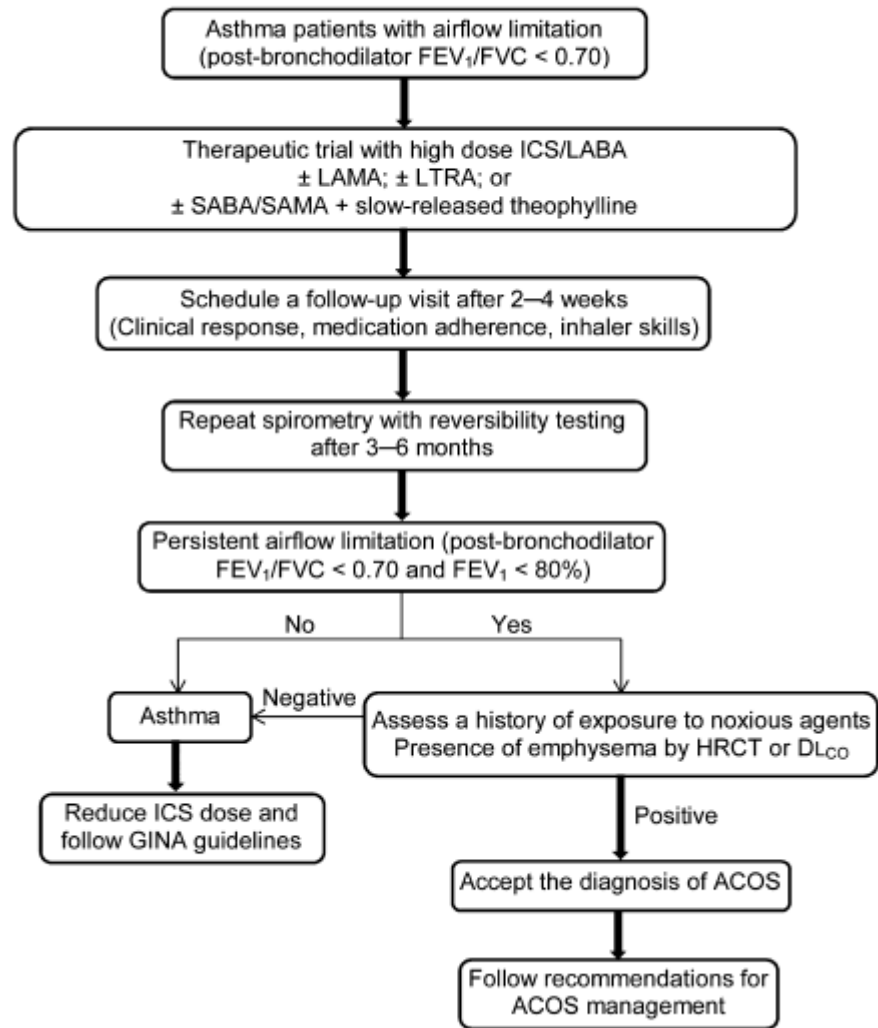 Asthma patients with airflow limitation
(post-bronchodilator FEV₁/FVC < 0.70)
Therapeutic trial with high dose ICS/LABA
± LAMA; ± LTRA; or
± SABA/SAMA + slow-released theophylline
Schedule a follow-up visit after 2–4 weeks
(Clinical response, medication adherence, inhaler skills)
Repeat spirometry with reversibility testing
after 3–6 months
Persistent airflow limitation (post-bronchodilator
FEV₁/FVC < 0.70 and FEV₁ < 80%)
No
Yes
Asthma
Negative
Assess a history of exposure to noxious agents
Presence of emphysema by HRCT or DLCO
Reduce ICS dose and
follow GINA guidelines
Positive
Accept the diagnosis of ACOS
Follow recommendations for
ACOS management